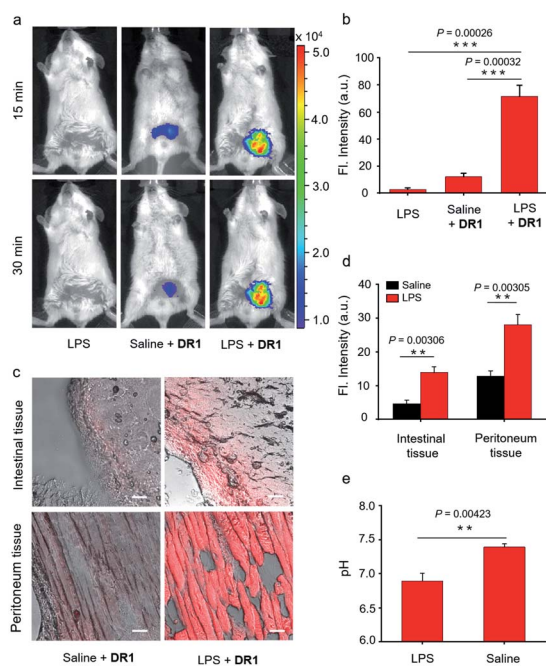 a
15 min
30 min
LPS
Saline + DR1
LPS + DR1
x 10⁴
5.0
4.0
3.0
2.0
1.0
b
P = 0.00026
***
P = 0.00032
***
Fl. Intensity (a.u.)
100
80
60
40
20
0
LPS
Saline
+ DR1
LPS
+ DR1
c
Intestinal tissue
Peritoneum tissue
Saline + DR1
LPS + DR1
d
Saline
LPS
P = 0.00305
**
P = 0.00306
**
Fl. Intensity (a.u.)
40
30
20
10
0
Intestinal
tissue
Peritoneum
tissue
e
P = 0.00423
**
pH
8.0
7.5
7.0
6.5
6.0
LPS
Saline